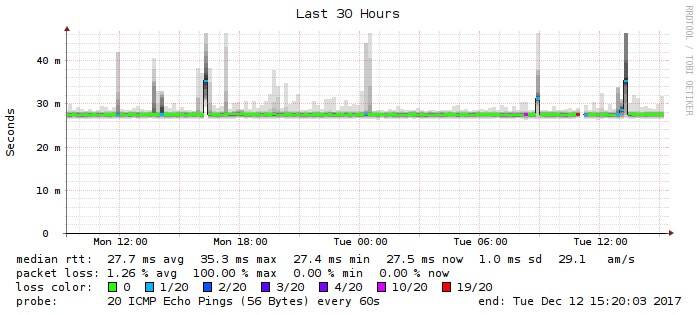 Last 30 Hours
RRDTOOL / TOBI OETIKER
Seconds
40 m
30 m
20 m
10 m
0
Mon 12:00 Mon 18:00 Tue 00:00 Tue 06:00 Tue 12:00
median rtt: 27.7 ms avg 35.3 ms max 27.4 ms min 27.5 ms now 1.0 ms sd 29.1 am/s
packet loss: 1.26 % avg 100.00 % max 0.00 % min 0.00 % now
loss color: 0 1/20 2/20 3/20 4/20 10/20 19/20
probe: 20 ICMP Echo Pings (56 Bytes) every 60s end: Tue Dec 12 15:20:03 2017